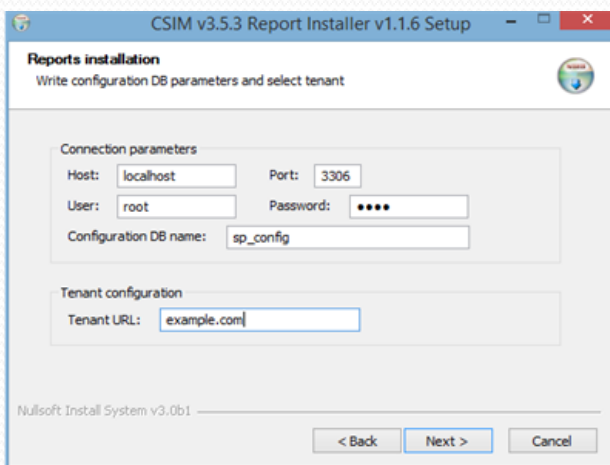 CSIM v3.5.3 Report Installer v1.1.6 Setup
Reports installation
Write configuration DB parameters and select tenant
Connection parameters
Host: localhost Port: 3306
User: root Password: ●●●●
Configuration DB name: sp_config
Tenant configuration
Tenant URL: example.com
Nullsoft Install System v3.0b1
< Back Next > Cancel